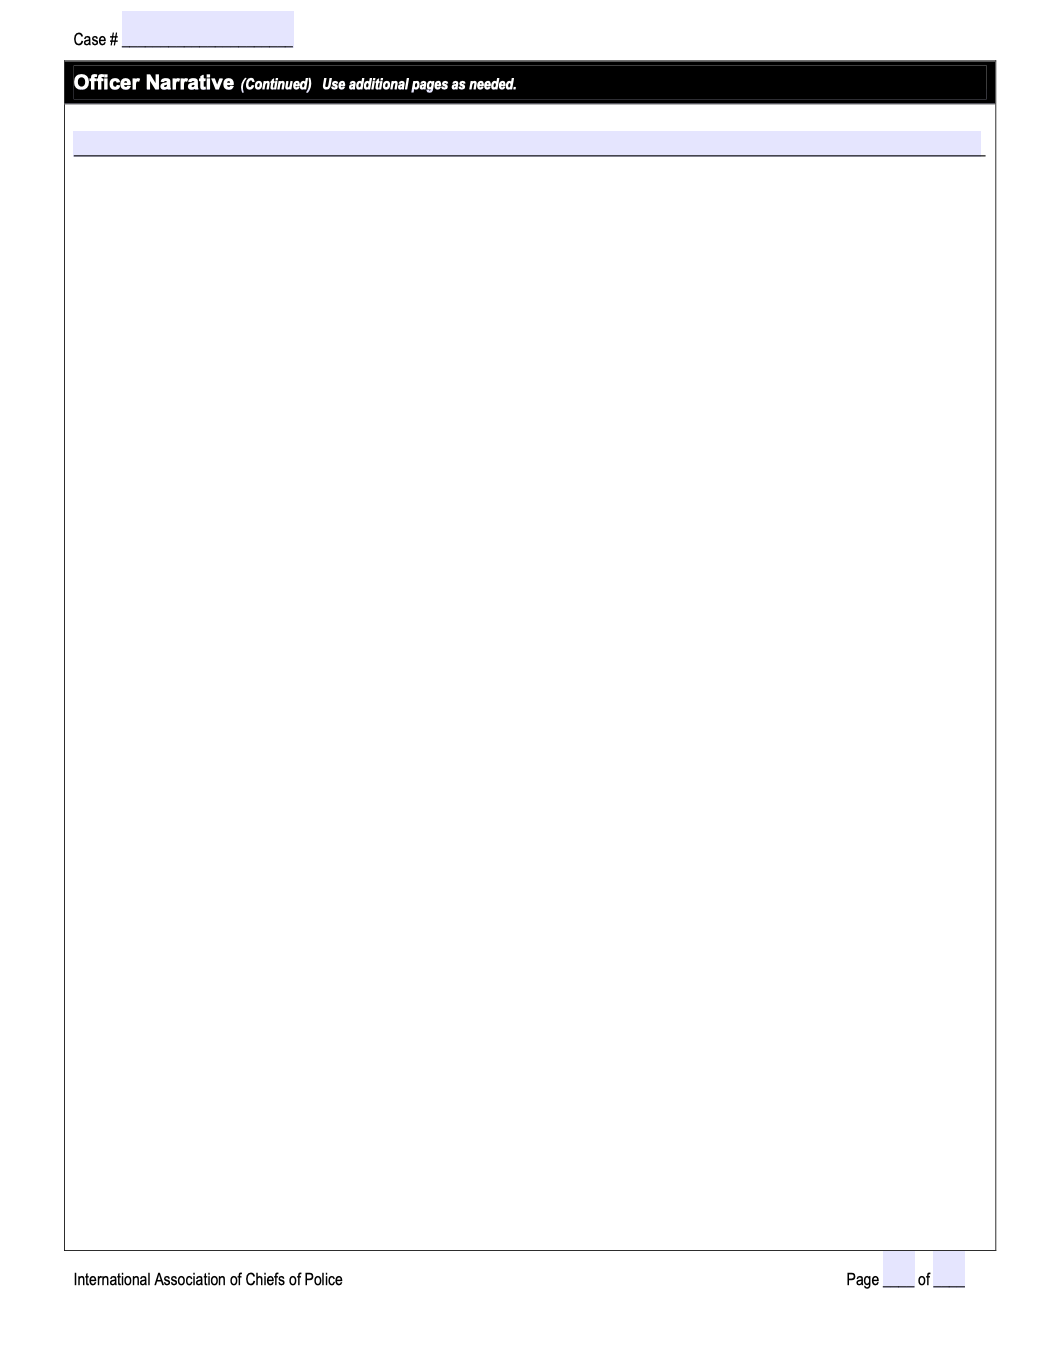 Case # ______________________
Officer Narrative (Continued) Use additional pages as needed.
International Association of Chiefs of Police
Page ____ of ____